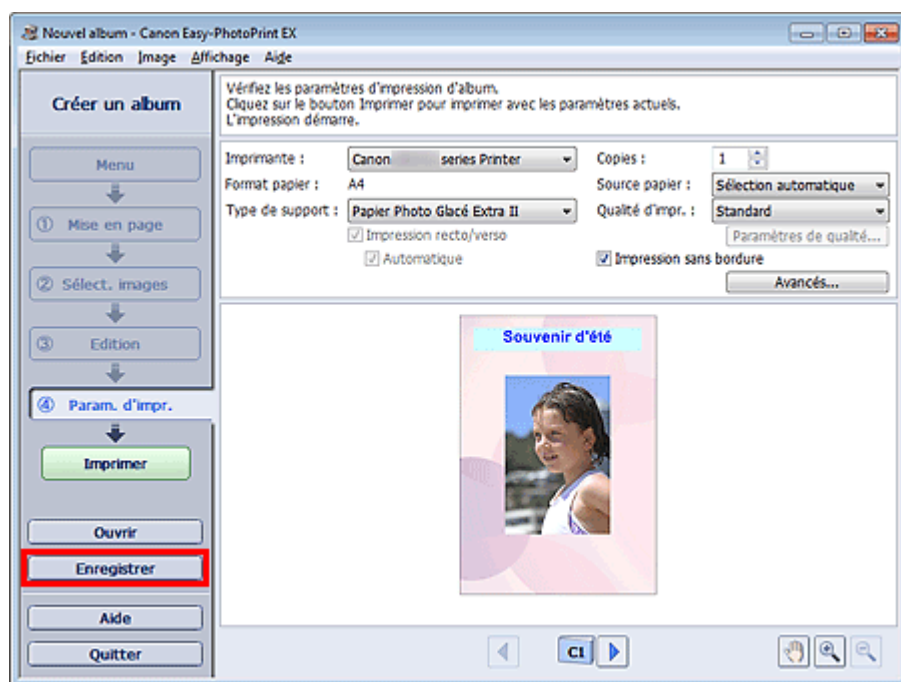 Nouvel album - Canon Easy-PhotoPrint EX
Fichier Édition Image Affichage Aide
Créer un album
Vérifiez les paramètres d'impression d'album.
Cliquez sur le bouton Imprimer pour imprimer avec les paramètres actuels.
L'impression démarre.
Menu
① Mise en page
② Sélect. images
③ Edition
④ Param. d'impr.
Imprimer
Ouvrir
Enregistrer
Aide
Quitter
Imprimante : Canon series Printer Copies : 1
Format papier : A4 Source papier : Sélection automatique
Type de support : Papier Photo Glacé Extra II Qualité d'impr. : Standard
Impression recto/verso Paramètres de qualité...
Automatique Impression sans bordure
Avancés...
Souvenir d'été
C1